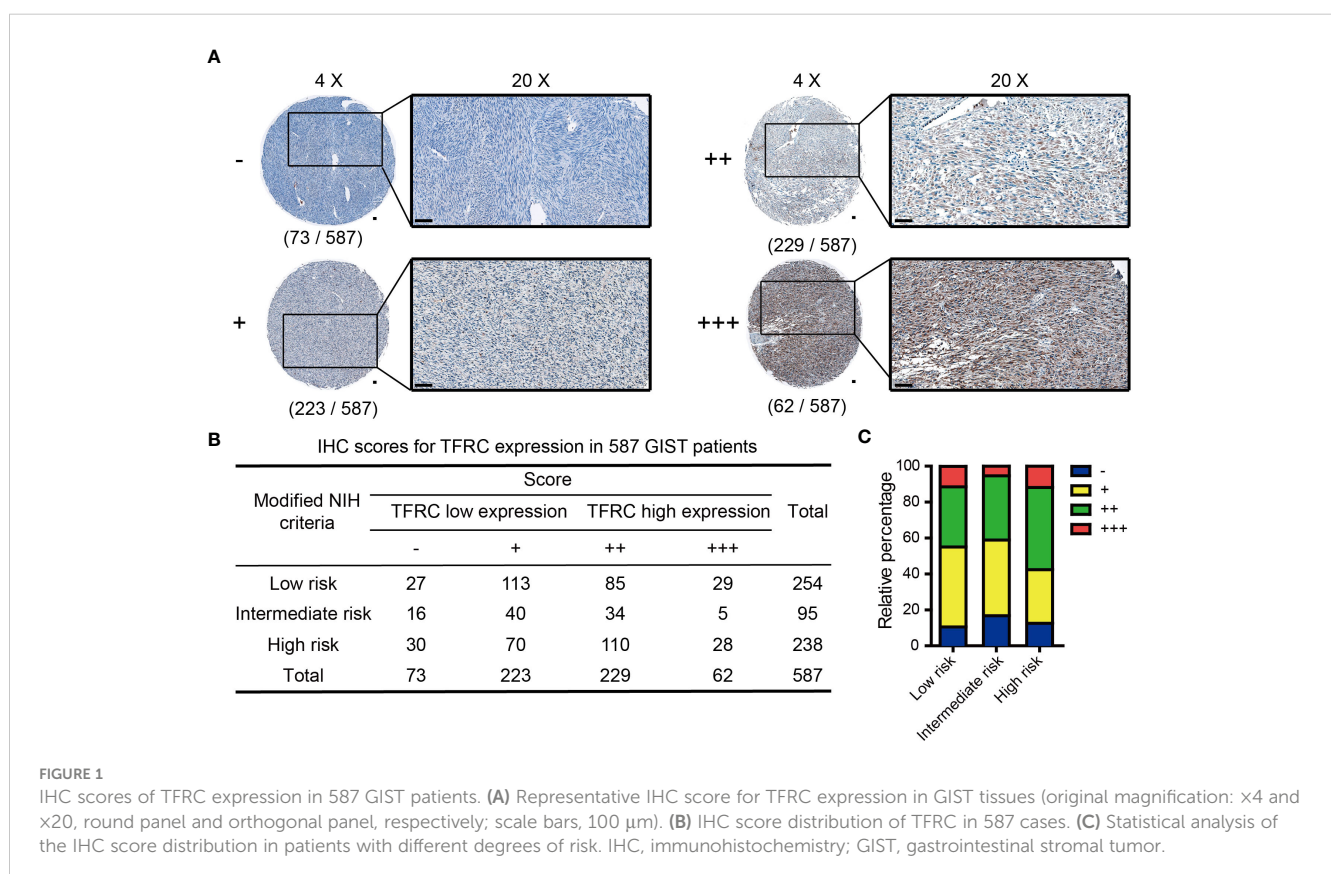 A
4 X 20 X
-
(73 / 587)
4 X 20 X
++
(229 / 587)
+
(223 / 587)
+++
(62 / 587)
B
IHC scores for TFRC expression in 587 GIST patients
Modified NIH criteria Score Total
TFRC low expression TFRC high expression
- + ++ +++
Low risk 27 113 85 29 254
Intermediate risk 16 40 34 5 95
High risk 30 70 110 28 238
Total 73 223 229 62 587
C
Relative percentage
100
80
60
40
20
0
Low risk
Intermediate risk
High risk
-
+
++
+++
FIGURE 1
IHC scores of TFRC expression in 587 GIST patients. (A) Representative IHC score for TFRC expression in GIST tissues (original magnification: ×4 and
×20, round panel and orthogonal panel, respectively; scale bars, 100 μm). (B) IHC score distribution of TFRC in 587 cases. (C) Statistical analysis of
the IHC score distribution in patients with different degrees of risk. IHC, immunohistochemistry; GIST, gastrointestinal stromal tumor.